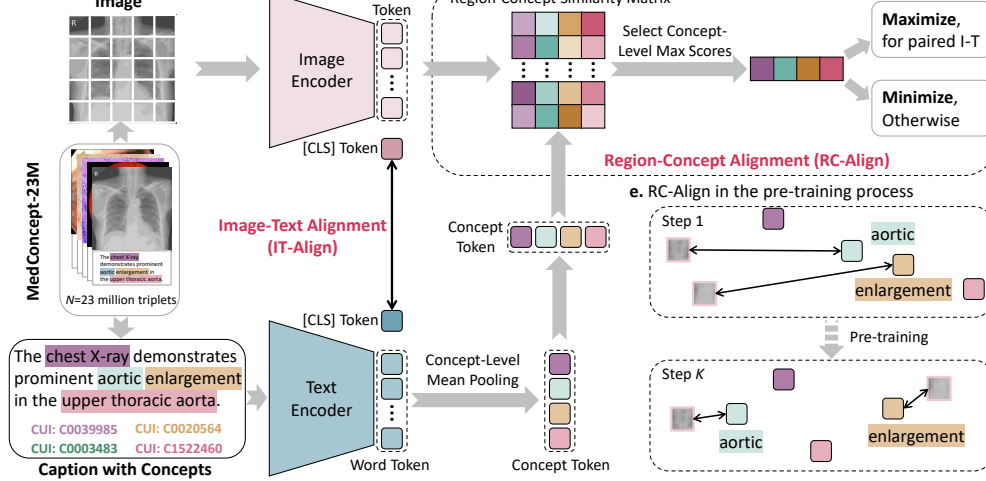 Image
R
MedConcept-23M
R
The chest X-ray
demonstrates prominent
aortic enlargement in
the upper thoracic aorta.
N=23 million triplets
The chest X-ray demonstrates
prominent aortic enlargement
in the upper thoracic aorta.
CUI: C0039985 CUI: C0020564
CUI: C0003483 CUI: C1522460
Caption with Concepts
Image
Encoder
Token
[CLS] Token
Image-Text Alignment
(IT-Align)
[CLS] Token
Text
Encoder
Word Token
Concept-Level
Mean Pooling
Concept Token
Concept
Token
Region-Concept Similarity Matrix
Select Concept-
Level Max Scores
Maximize,
for paired I-T
Minimize,
Otherwise
Region-Concept Alignment (RC-Align)
e. RC-Align in the pre-training process
Step 1
aortic
enlargement
Pre-training
Step K
aortic
enlargement